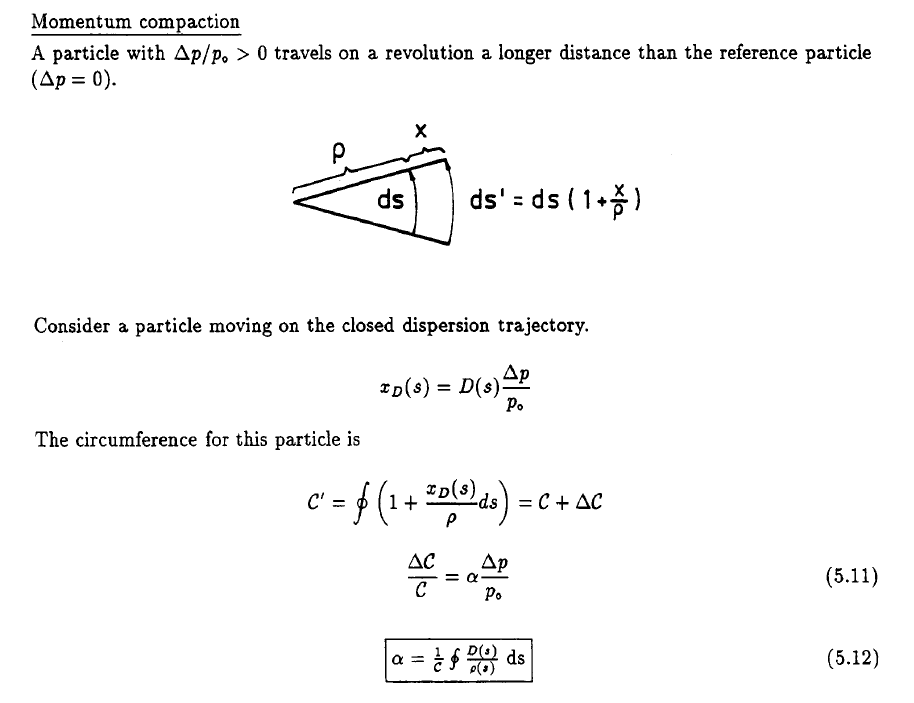 Momentum compaction
A particle with Δp/p₀ > 0 travels on a revolution a longer distance than the reference particle
(Δp = 0).
ρ x
ds ds' = ds ( 1 + x/ρ )
Consider a particle moving on the closed dispersion trajectory.
x_D(s) = D(s) Δp/p₀
The circumference for this particle is
C′ = ∮ (1 + x_D(s)/ρ ds) = C + ΔC
ΔC/C = α Δp/p₀ (5.11)
α = 1/C ∮ D(s)/ρ(s) ds (5.12)